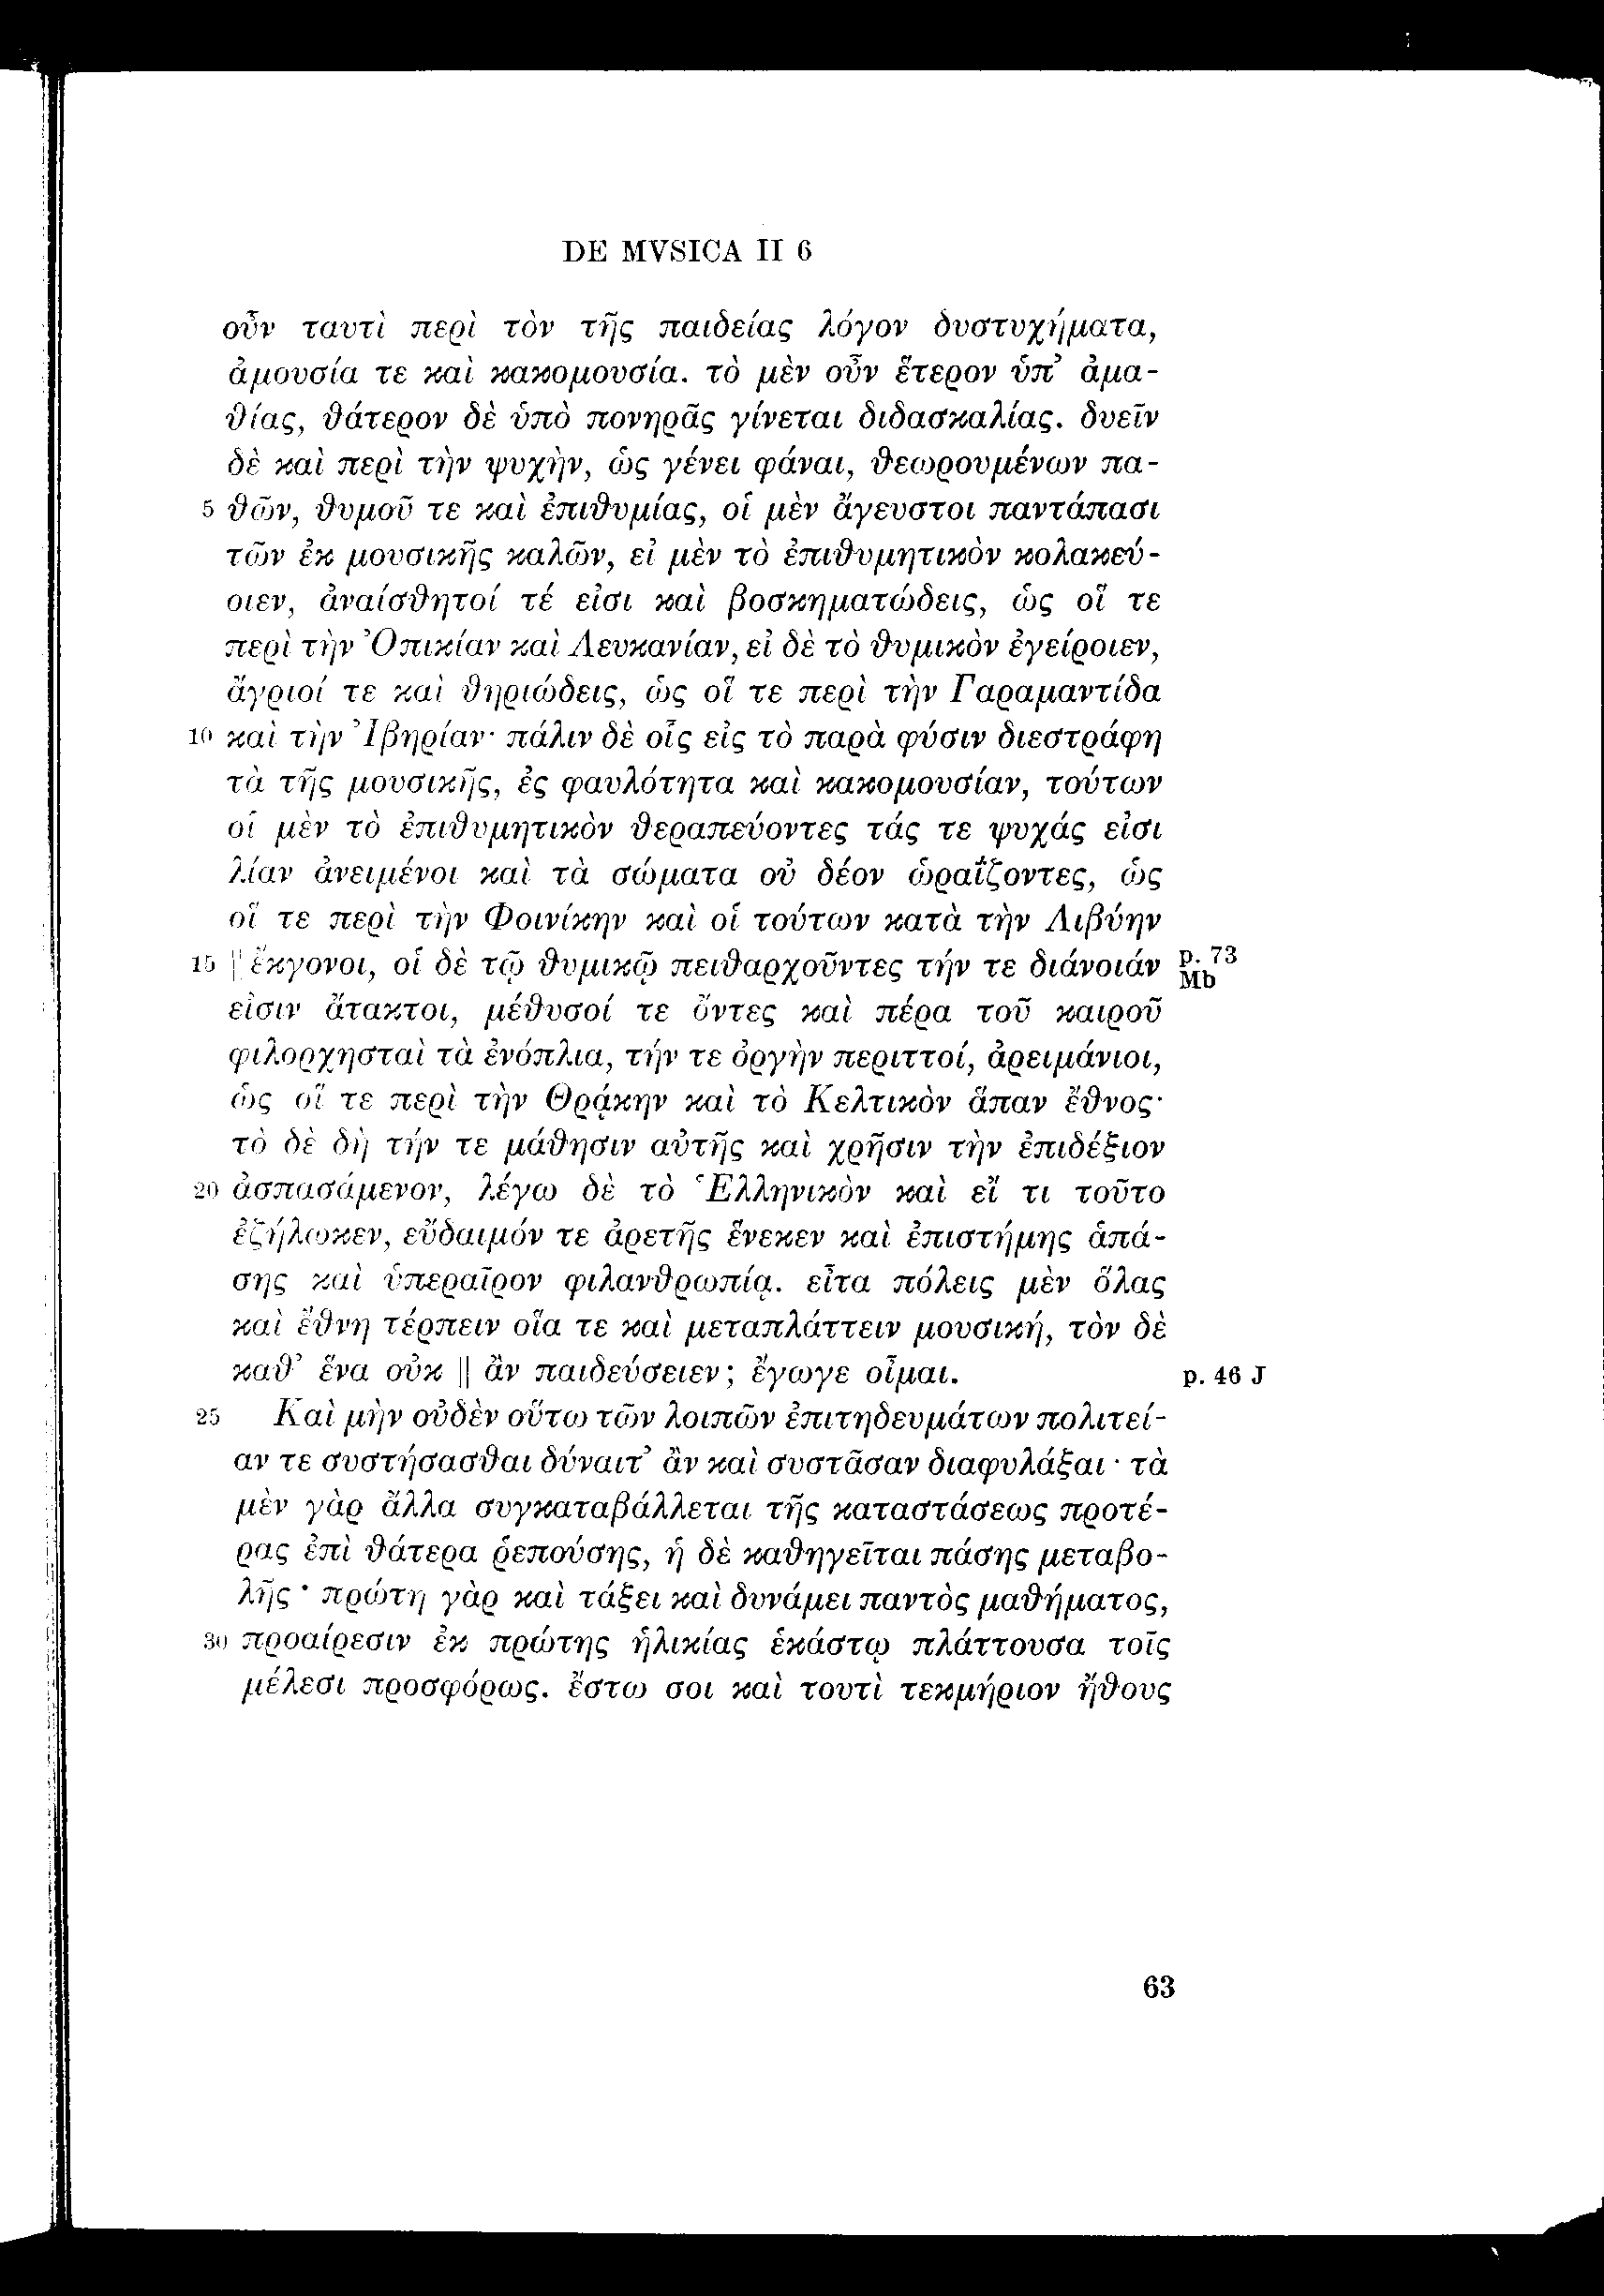 DE MVSICA II 6
οὖν ταυτὶ περὶ τὸν τῆς παιδείας λόγον δυστυχήματα,
ἀμουσία τε καὶ κακομουσία. τὸ μὲν οὖν ἕτερον ὑπ’ ἀμα-
θίας, θάτερον δὲ ὑπὸ πονηρᾶς γίνεται διδασκαλίας. δυεῖν
δὲ καὶ περὶ τὴν ψυχὴν, ὡς γένει φάναι, θεωρουμένων πα-
5 θῶν, θυμοῦ τε καὶ ἐπιθυμίας, οἱ μὲν ἄγευστοι παντάπασι
τῶν ἐκ μουσικῆς καλῶν, εἰ μὲν τὸ ἐπιθυμητικὸν κολακεύ-
οιεν, ἀναίσθητοί τέ εἰσι καὶ βοσκηματώδεις, ὡς οἵ τε
περὶ τὴν Ὀπικίαν καὶ Λευκανίαν, εἰ δὲ τὸ θυμικὸν ἐγείροιεν,
ἄγριοί τε καὶ θηριώδεις, ὡς οἵ τε περὶ τὴν Γαραμαντίδα
10 καὶ τὴν Ἰβηρίαν· πάλιν δὲ οἷς εἰς τὸ παρὰ φύσιν διεστράφη
τὰ τῆς μουσικῆς, ἐς φαυλότητα καὶ κακομουσίαν, τούτων
οἱ μὲν τὸ ἐπιθυμητικὸν θεραπεύοντες τάς τε ψυχάς εἰσι
λίαν ἀνειμένοι καὶ τὰ σώματα οὐ δέον ὡραΐζοντες, ὡς
οἵ τε περὶ τὴν Φοινίκην καὶ οἱ τούτων κατὰ τὴν Λιβύην
15 || ἔκγονοι, οἱ δὲ τῷ θυμικῷ πειθαρχοῦντες τήν τε διάνοιάν p. 73 Mb
εἰσιν ἄτακτοι, μέθυσοί τε ὄντες καὶ πέρα τοῦ καιροῦ
φιλορχησταὶ τὰ ἐνόπλια, τήν τε ὀργὴν περιττοί, ἀρειμάνιοι,
ὡς οἵ τε περὶ τὴν Θρᾴκην καὶ τὸ Κελτικὸν ἅπαν ἔθνος·
τὸ δὲ δὴ τήν τε μάθησιν αὐτῆς καὶ χρῆσιν τὴν ἐπιδέξιον
20 ἀσπασάμενον, λέγω δὲ τὸ Ἑλληνικὸν καὶ εἴ τι τοῦτο
ἐζήλωκεν, εὔδαιμόν τε ἀρετῆς ἕνεκεν καὶ ἐπιστήμης ἁπά-
σης καὶ ὑπεραῖρον φιλανθρωπίᾳ. εἶτα πόλεις μὲν ὅλας
καὶ ἔθνη τέρπειν οἵα τε καὶ μεταπλάττειν μουσική, τὸν δὲ
καθ’ ἕνα οὐκ || ἂν παιδεύσειεν; ἔγωγε οἶμαι. p. 46 J
25 Καὶ μὴν οὐδὲν οὕτω τῶν λοιπῶν ἐπιτηδευμάτων πολιτεί-
αν τε συστήσασθαι δύναιτ’ ἂν καὶ συστᾶσαν διαφυλάξαι· τὰ
μὲν γὰρ ἄλλα συγκαταβάλλεται τῆς καταστάσεως προτέ-
ρας ἐπὶ θάτερα ῥεπούσης, ἡ δὲ καθηγεῖται πάσης μεταβο-
λῆς· πρώτη γὰρ καὶ τάξει καὶ δυνάμει παντὸς μαθήματος,
30 προαίρεσιν ἐκ πρώτης ἡλικίας ἑκάστῳ πλάττουσα τοῖς
μέλεσι προσφόρως. ἔστω σοι καὶ τουτὶ τεκμήριον ἤθους
63